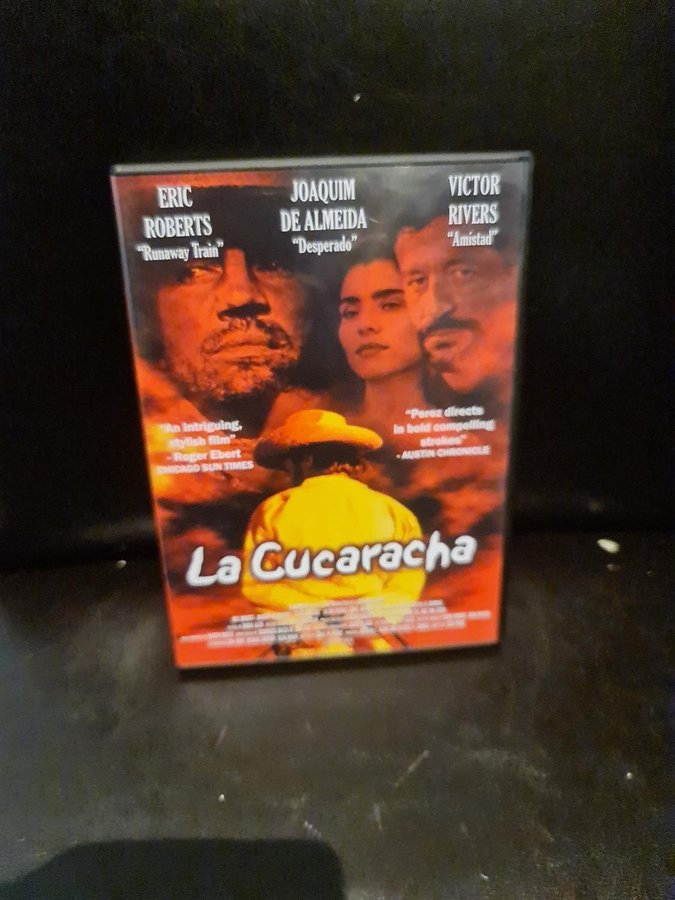 ERIC
ROBERTS
"Runaway Train"
JOAQUIM
DE ALMEIDA
"Desperado"
VICTOR
RIVERS
"Amistad"
"An intriguing,
stylish film"
- Roger Ebert
CHICAGO SUN TIMES
"Perez directs
in bold compelling
strokes"
- AUSTIN CHRONICLE
La Cucaracha